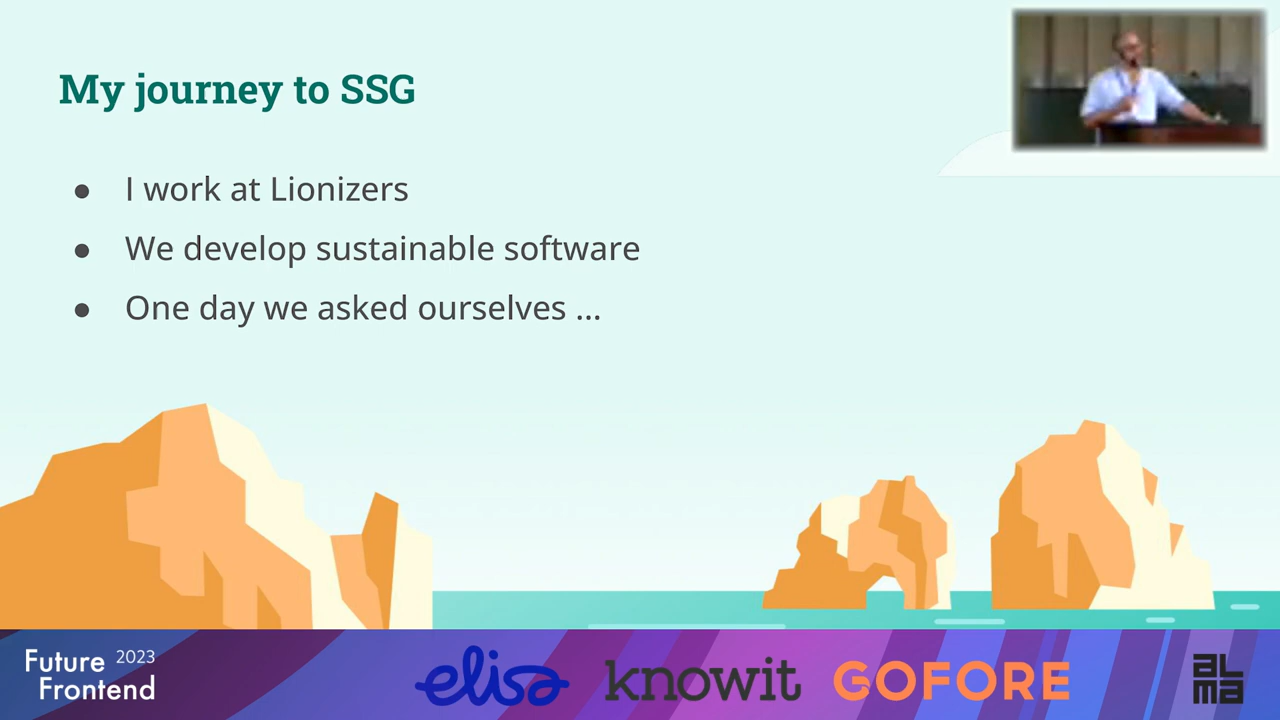 My journey to SSG
● I work at Lionizers
● We develop sustainable software
● One day we asked ourselves ...
Future 2023
Frontend
elisa
knowit
GOFORE
alma